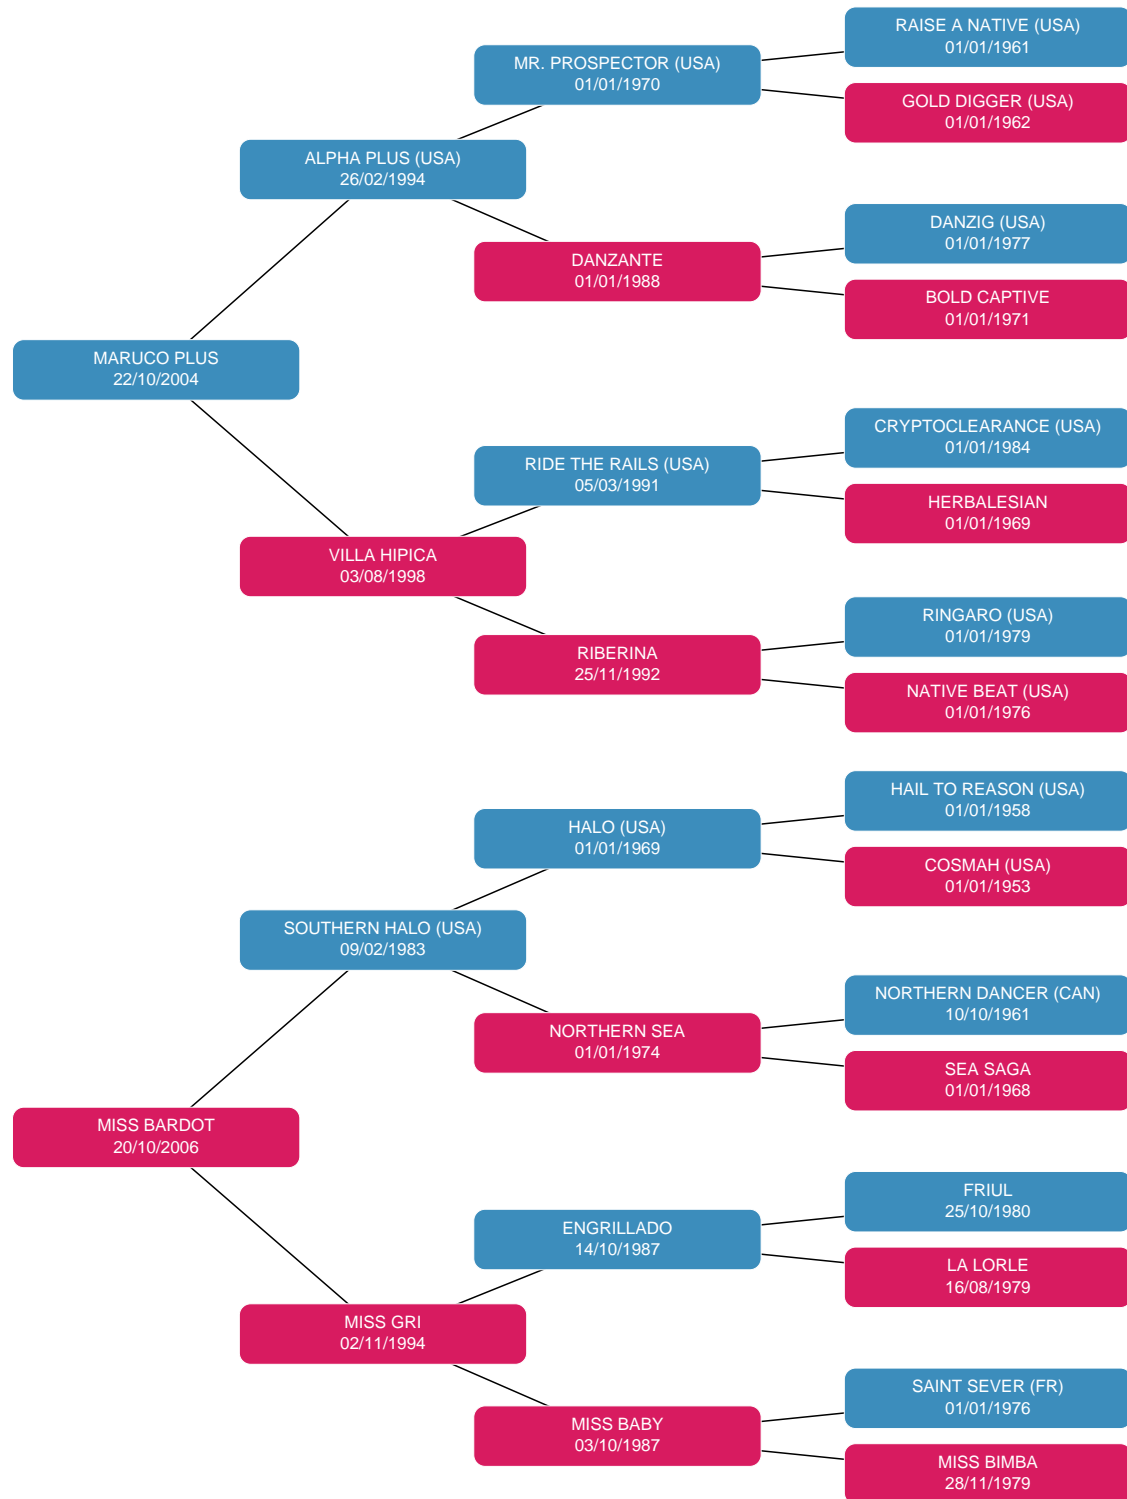 RAISE A NATIVE (USA)
01/01/1961
MR. PROSPECTOR (USA)
01/01/1970
GOLD DIGGER (USA)
01/01/1962
ALPHA PLUS (USA)
26/02/1994
DANZIG (USA)
01/01/1977
DANZANTE
01/01/1988
BOLD CAPTIVE
01/01/1971
MARUCO PLUS
22/10/2004
CRYPTOCLEARANCE (USA)
01/01/1984
RIDE THE RAILS (USA)
05/03/1991
HERBALESIAN
01/01/1969
VILLA HIPICA
03/08/1998
RINGARO (USA)
01/01/1979
RIBERINA
25/11/1992
NATIVE BEAT (USA)
01/01/1976
HAIL TO REASON (USA)
01/01/1958
HALO (USA)
01/01/1969
COSMAH (USA)
01/01/1953
SOUTHERN HALO (USA)
09/02/1983
NORTHERN DANCER (CAN)
10/10/1961
NORTHERN SEA
01/01/1974
SEA SAGA
01/01/1968
MISS BARDOT
20/10/2006
FRIUL
25/10/1980
ENGRILLADO
14/10/1987
LA LORLE
16/08/1979
MISS GRI
02/11/1994
SAINT SEVER (FR)
01/01/1976
MISS BABY
03/10/1987
MISS BIMBA
28/11/1979